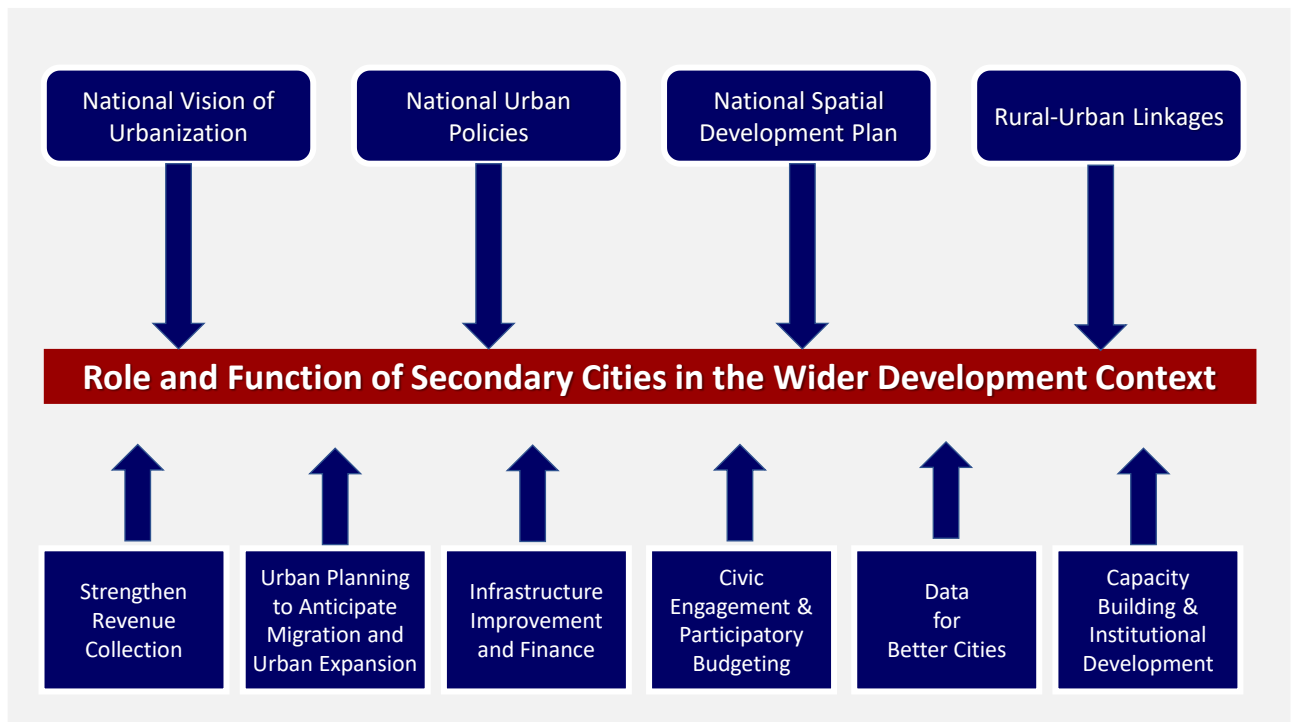 National Vision of
Urbanization
National Urban
Policies
National Spatial
Development Plan
Rural-Urban Linkages
Role and Function of Secondary Cities in the Wider Development Context
Strengthen
Revenue
Collection
Urban Planning
to Anticipate
Migration and
Urban Expansion
Infrastructure
Improvement
and Finance
Civic
Engagement &
Participatory
Budgeting
Data
for
Better Cities
Capacity
Building &
Institutional
Development